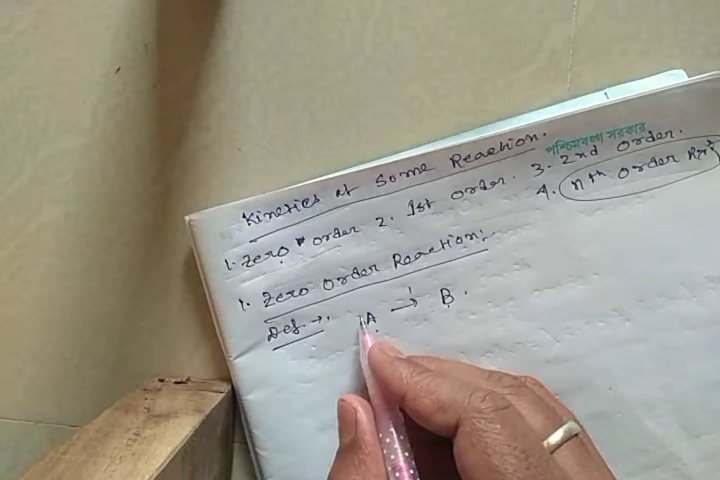 Kinetics of Some Reaction.
পশ্চিমবঙ্গ সরকার
1. Zero order 2. 1st order. 3. 2nd order.
4. nth order Rxn
1. Zero order Reaction:
Def → A → B.